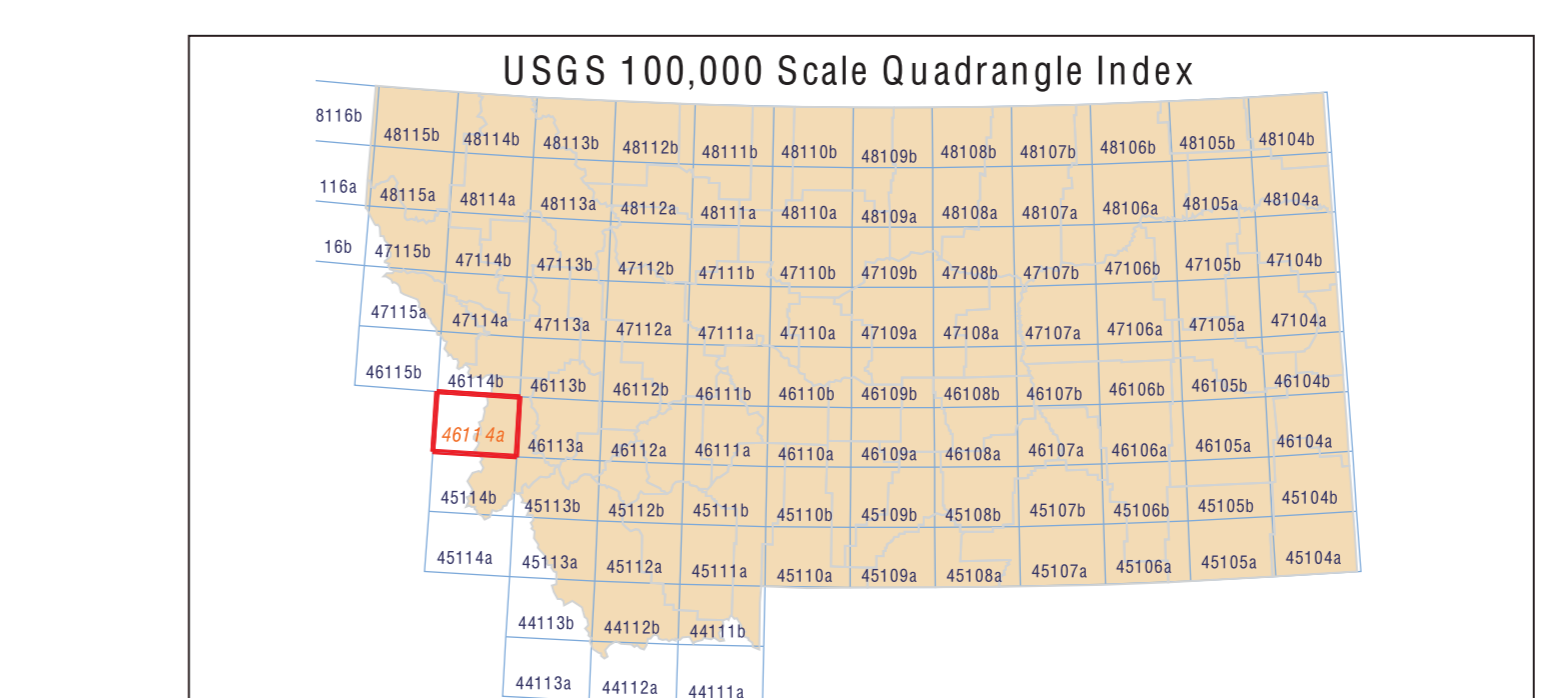 USGS 100,000 Scale Quadrangle Index
8116b 48115b 48114b 48113b 48112b 48111b 48110b 48109b 48108b 48107b 48106b 48105b 48104b
116a 48115a 48114a 48113a 48112a 48111a 48110a 48109a 48108a 48107a 48106a 48105a 48104a
16b 47115b 47114b 47113b 47112b 47111b 47110b 47109b 47108b 47107b 47106b 47105b 47104b
47115a 47114a 47113a 47112a 47111a 47110a 47109a 47108a 47107a 47106a 47105a 47104a
46115b 46114b 46113b 46112b 46111b 46110b 46109b 46108b 46107b 46106b 46105b 46104b
46114a 46113a 46112a 46111a 46110a 46109a 46108a 46107a 46106a 46105a 46104a
45114b 45113b 45112b 45111b 45110b 45109b 45108b 45107b 45106b 45105b 45104b
45114a 45113a 45112a 45111a 45110a 45109a 45108a 45107a 45106a 45105a 45104a
44113b 44112b 44111b
44113a 44112a 44111a